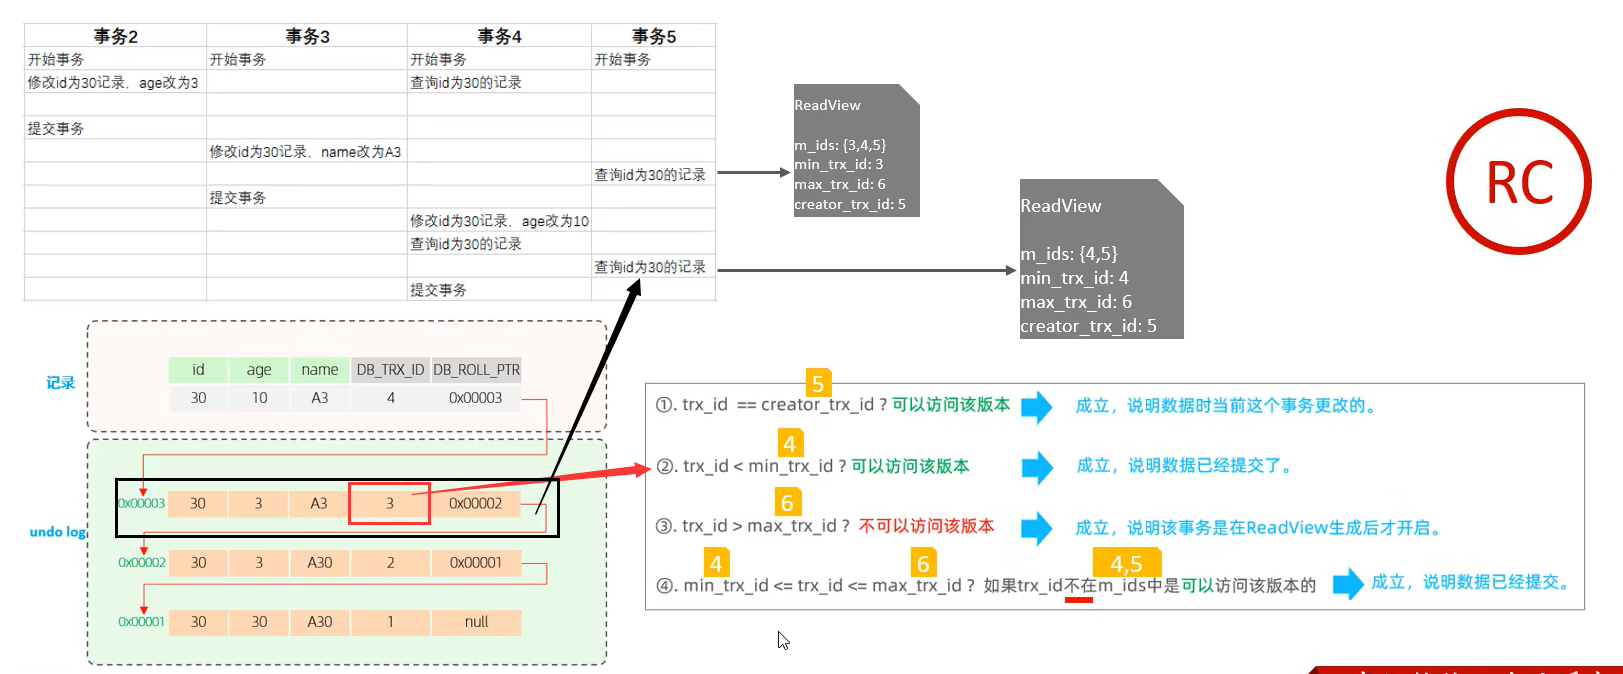 事务2 事务3 事务4 事务5
开始事务 开始事务 开始事务 开始事务
修改id为30记录，age改为3 查询id为30的记录
提交事务
修改id为30记录，name改为A3
查询id为30的记录
提交事务
修改id为30记录，age改为10
查询id为30的记录
查询id为30的记录
提交事务
ReadView
m_ids: {3,4,5}
min_trx_id: 3
max_trx_id: 6
creator_trx_id: 5
ReadView
m_ids: {4,5}
min_trx_id: 4
max_trx_id: 6
creator_trx_id: 5
RC
记录
id age name DB_TRX_ID DB_ROLL_PTR
30 10 A3 4 0x00003
undo log
0x00003 30 3 A3 3 0x00002
0x00002 30 3 A30 2 0x00001
0x00001 30 30 A30 1 null
5
①. trx_id == creator_trx_id ? 可以访问该版本 成立，说明数据时当前这个事务更改的。
4
②. trx_id < min_trx_id ? 可以访问该版本 成立，说明数据已经提交了。
6
③. trx_id > max_trx_id ? 不可以访问该版本 成立，说明该事务是在ReadView生成后才开启。
4 6 4,5
④. min_trx_id <= trx_id <= max_trx_id ? 如果trx_id不在m_ids中是可以访问该版本的 成立，说明数据已经提交。